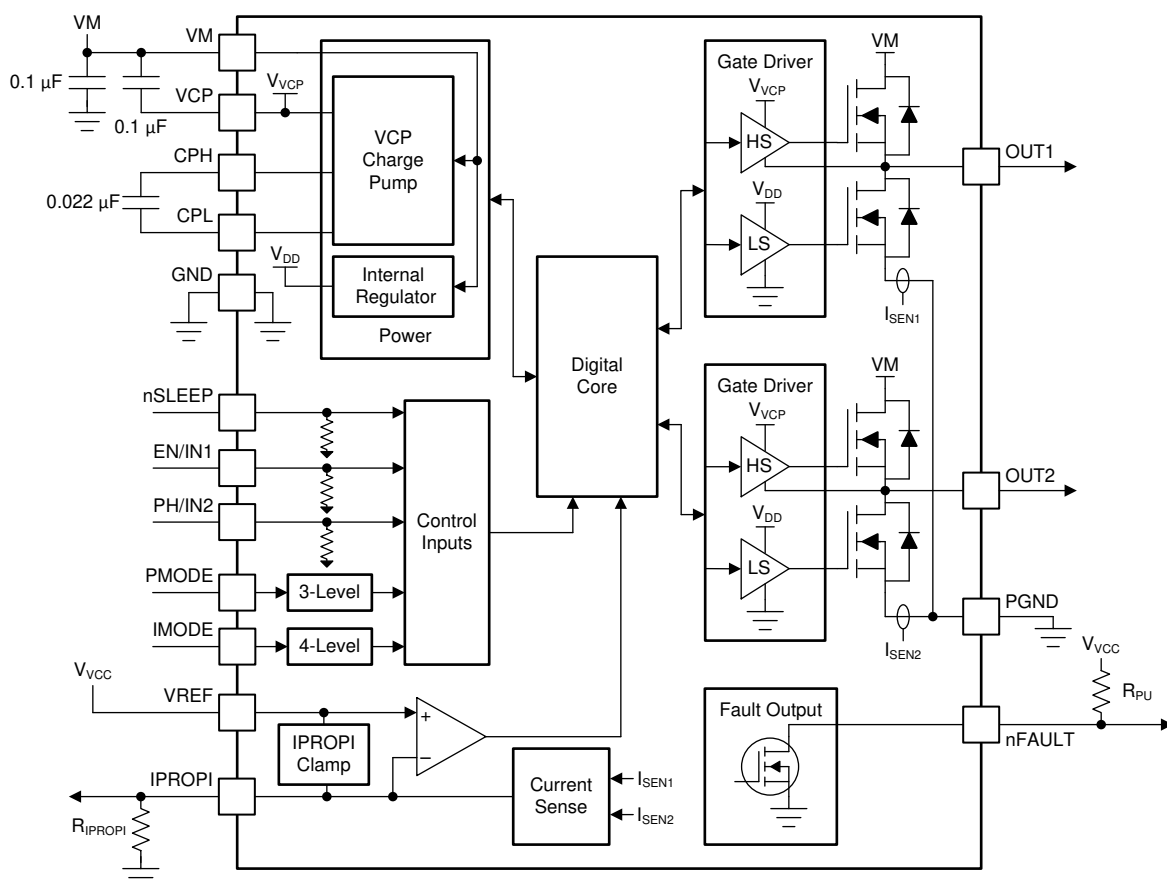 VM
0.1 µF
0.1 µF
0.022 µF
VM
VCP
CPH
CPL
GND
nSLEEP
EN/IN1
PH/IN2
PMODE
IMODE
V_VCC
VREF
IPROPI
R_IPROPI
V_VCP
VCP
Charge
Pump
V_DD
Internal
Regulator
Power
3-Level
4-Level
Control
Inputs
IPROPI
Clamp
+
−
Digital
Core
Current
Sense
I_SEN1
I_SEN2
Gate Driver
V_VCP
HS
V_DD
LS
VM
I_SEN1
OUT1
Gate Driver
V_VCP
HS
V_DD
LS
VM
I_SEN2
OUT2
PGND
Fault Output
V_VCC
R_PU
nFAULT